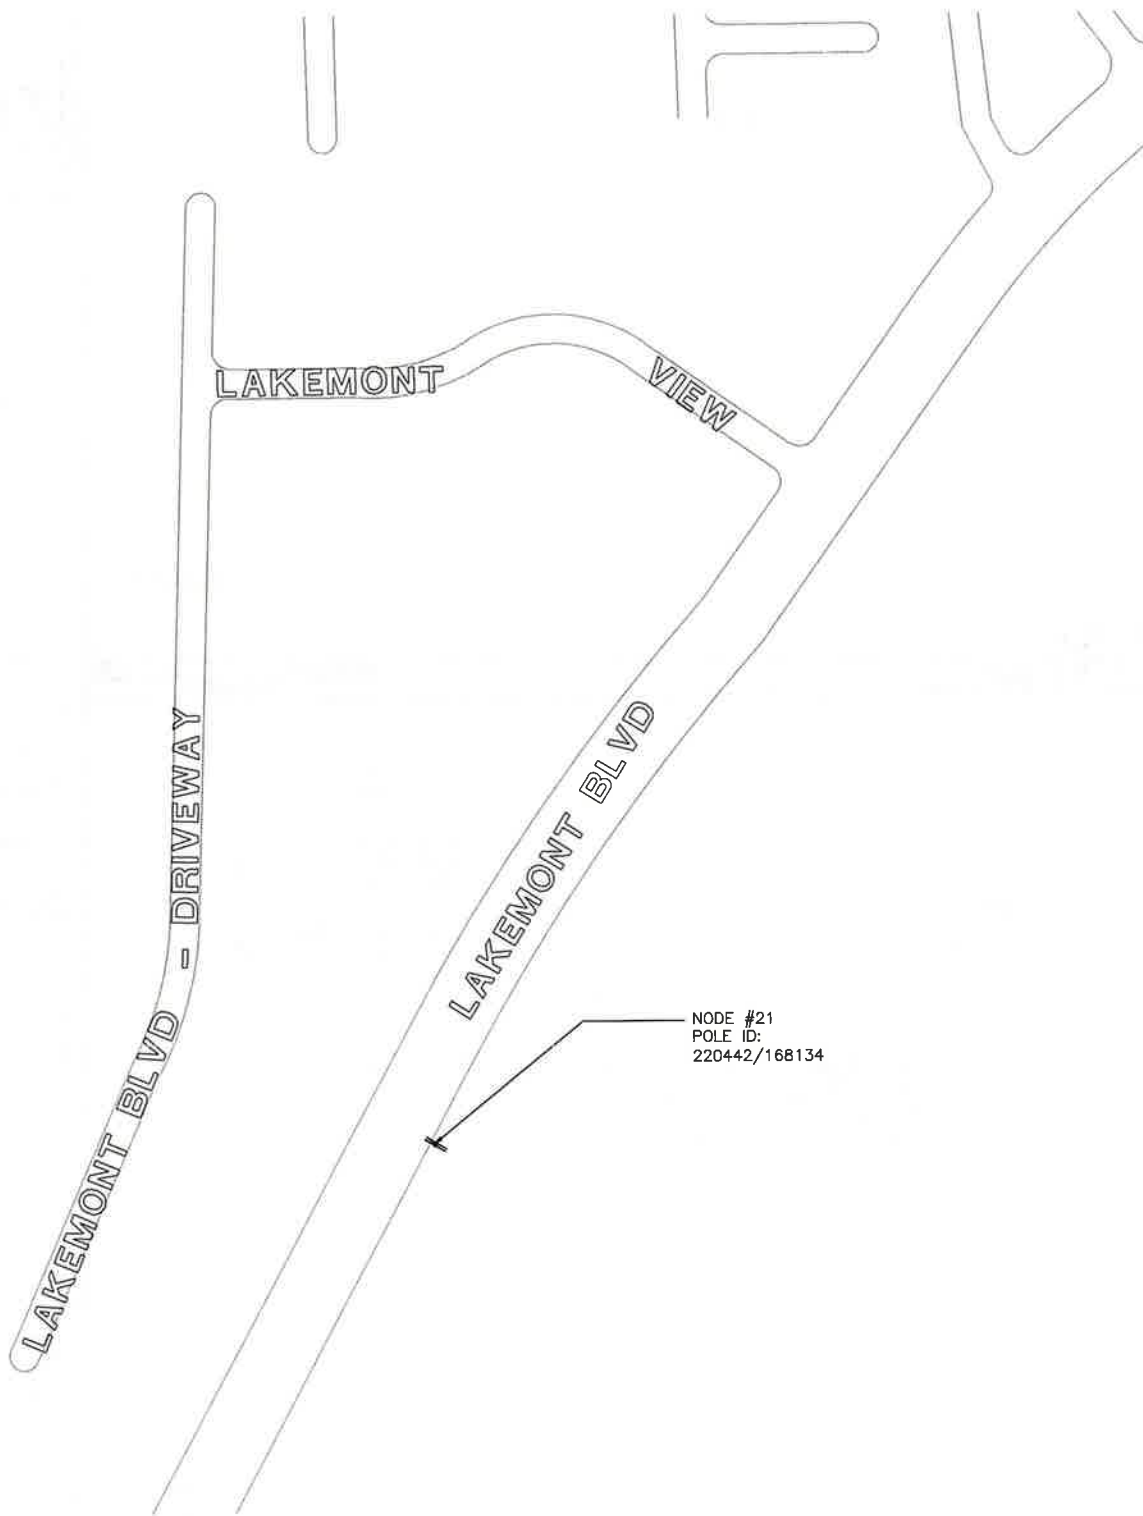 LAKEMONT VIEW
LAKEMONT BLVD - DRIVEWAY
LAKEMONT BLVD
NODE #21
POLE ID:
220442/168134